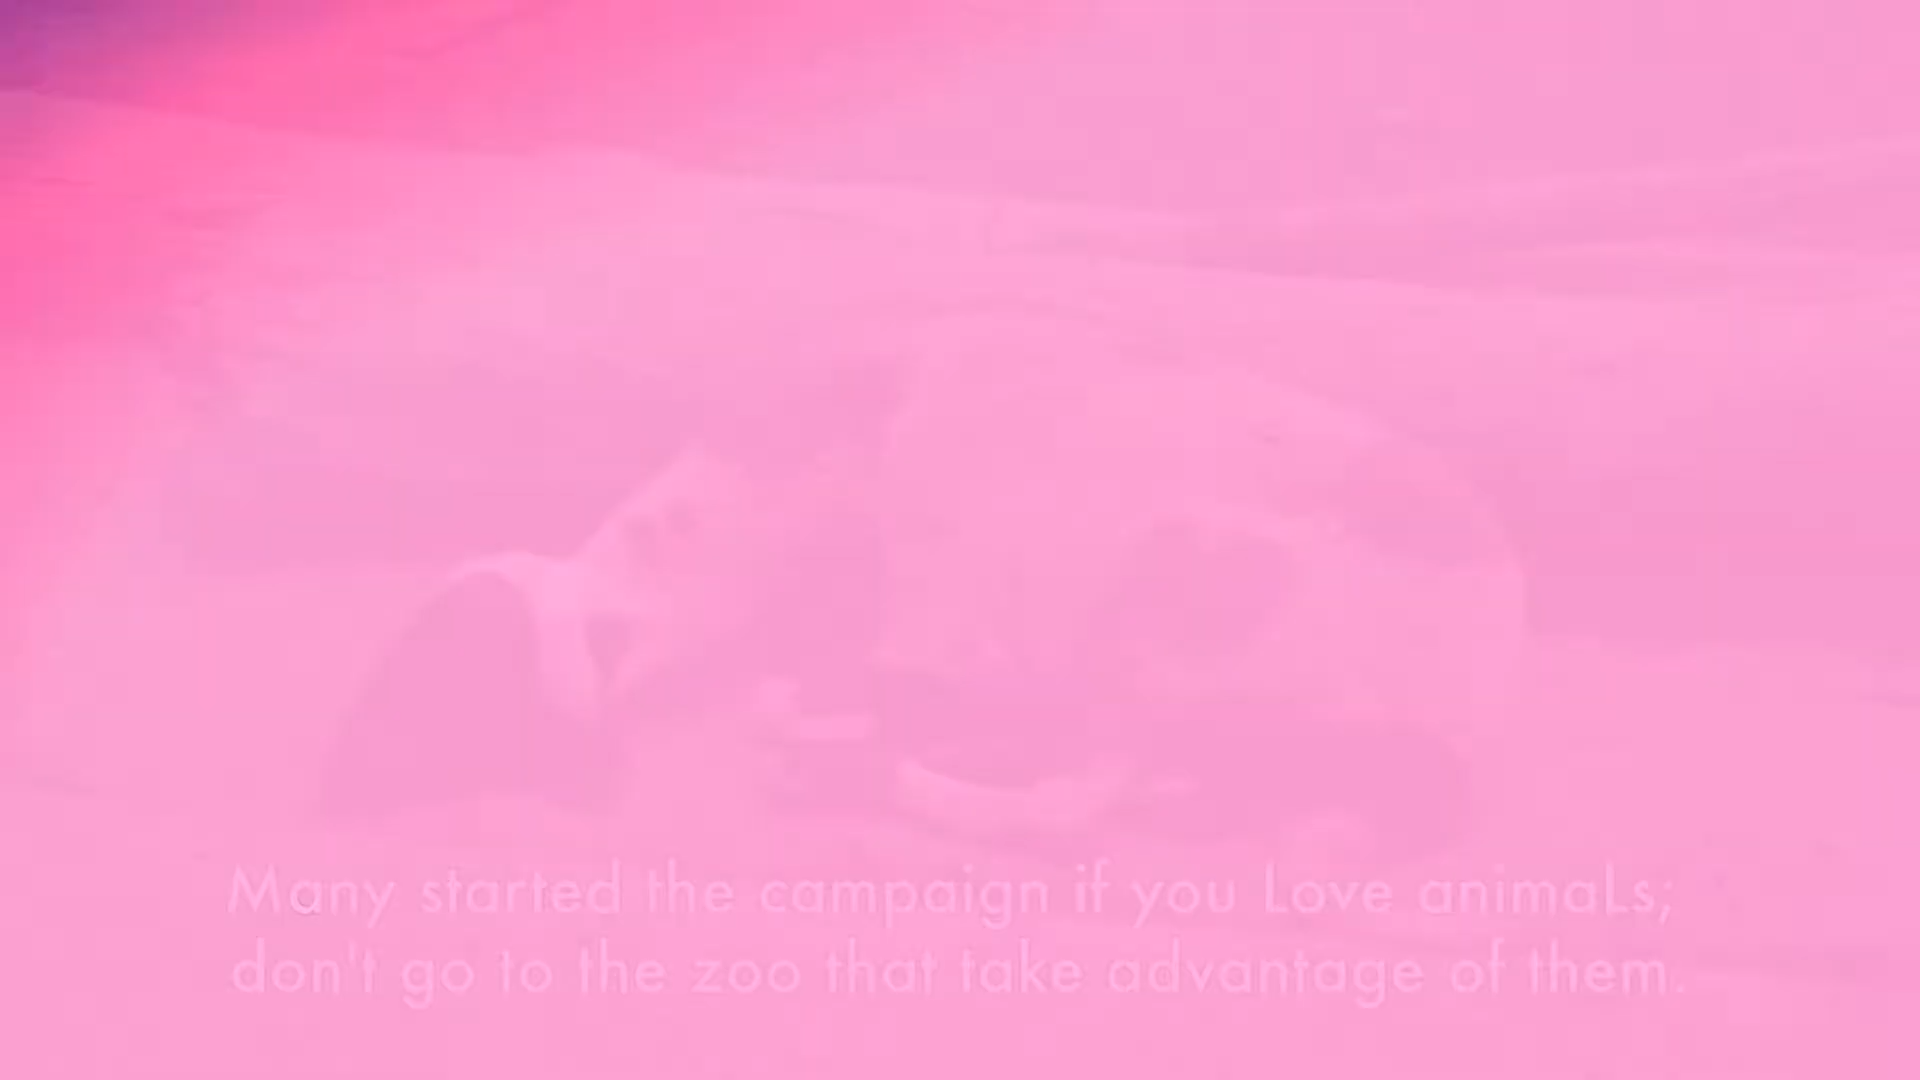 Many started the campaign if you Love animaLs;
don't go to the zoo that take advantage of them.